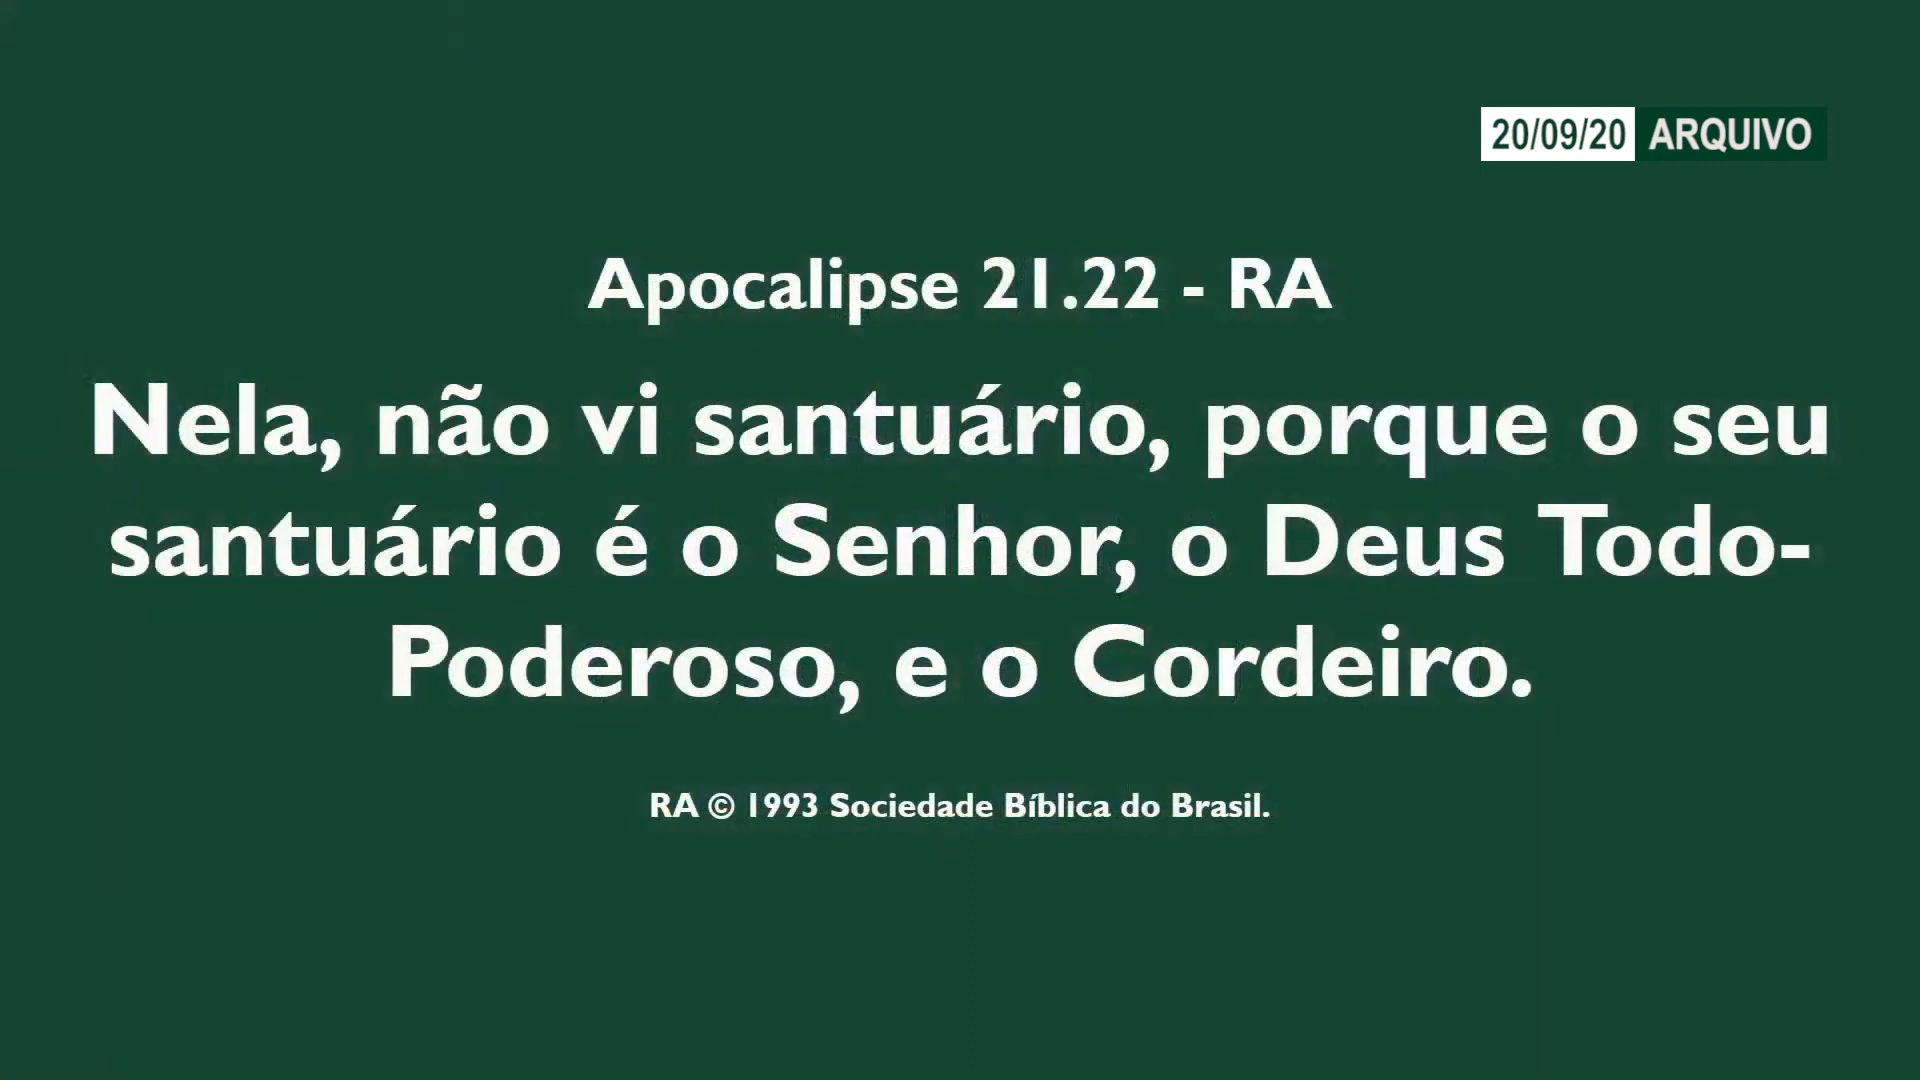 20/09/20 ARQUIVO
Apocalipse 21.22 - RA
Nela, não vi santuário, porque o seu
santuário é o Senhor, o Deus Todo-
Poderoso, e o Cordeiro.
RA © 1993 Sociedade Bíblica do Brasil.